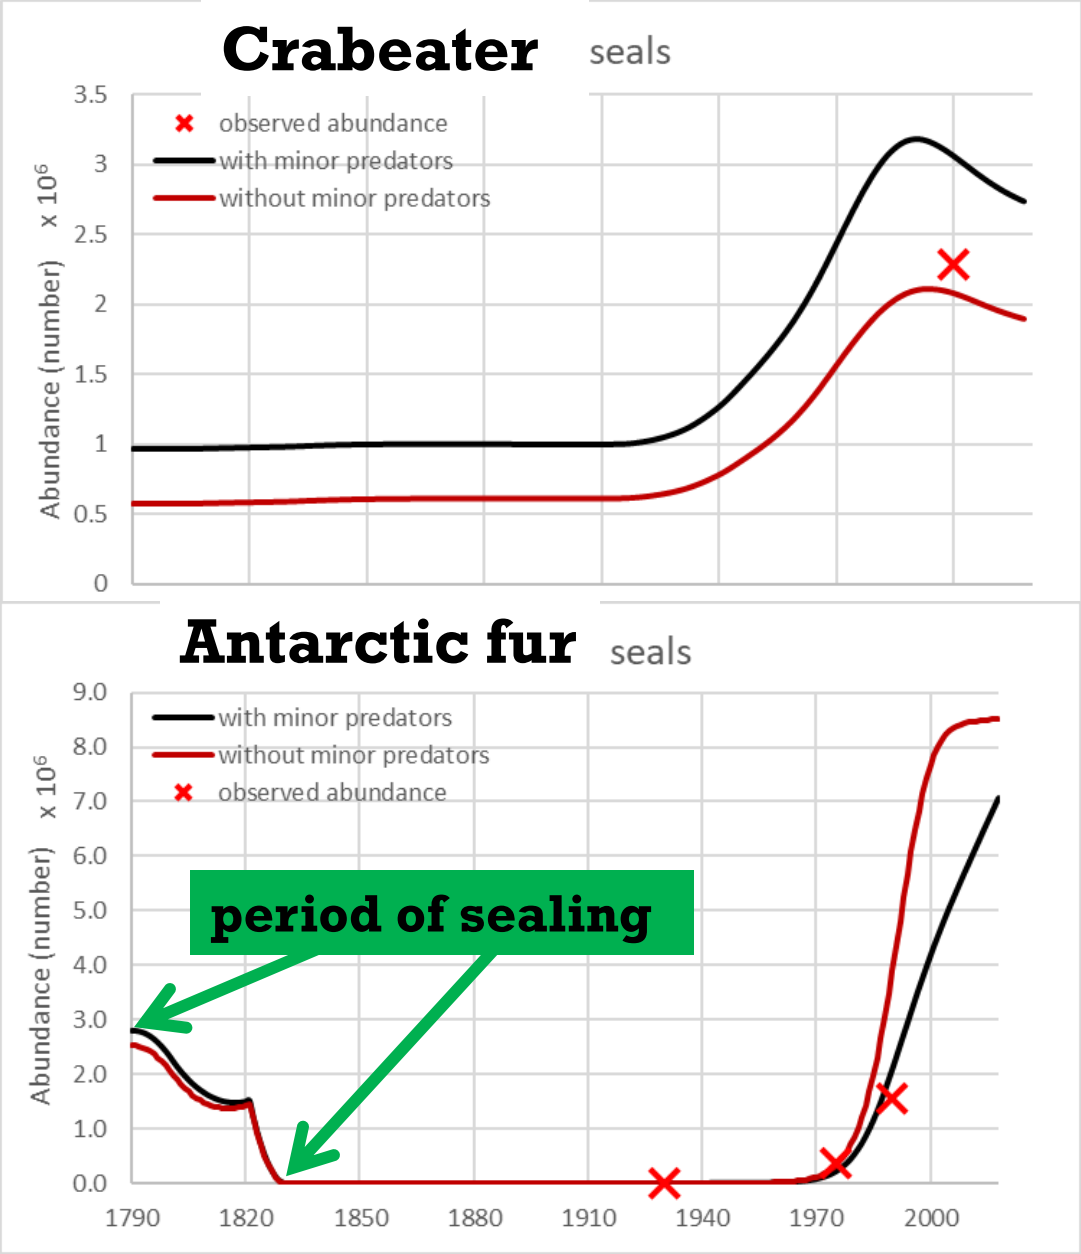 Crabeater seals
3.5
observed abundance
3
with minor predators
without minor predators
2.5
2
1.5
1
0.5
0
Abundance (number) x 10⁶
Antarctic fur seals
9.0
with minor predators
8.0
without minor predators
observed abundance
7.0
6.0
period of sealing
5.0
4.0
3.0
2.0
1.0
0.0
Abundance (number) x 10⁶
1790 1820 1850 1880 1910 1940 1970 2000